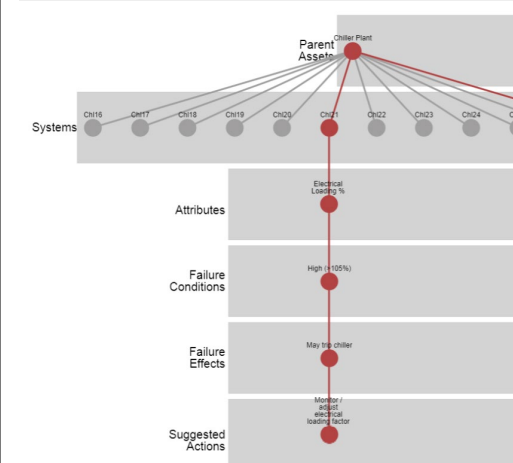 Parent
Assets
Chiller Plant
Systems
Chl16
Chl17
Chl18
Chl19
Chl20
Chl21
Chl22
Chl23
Chl24
Attributes
Electrical
Loading %
Failure
Conditions
High (>105%)
Failure
Effects
May trip chiller
Suggested
Actions
Monitor /
adjust
electrical
loading factor